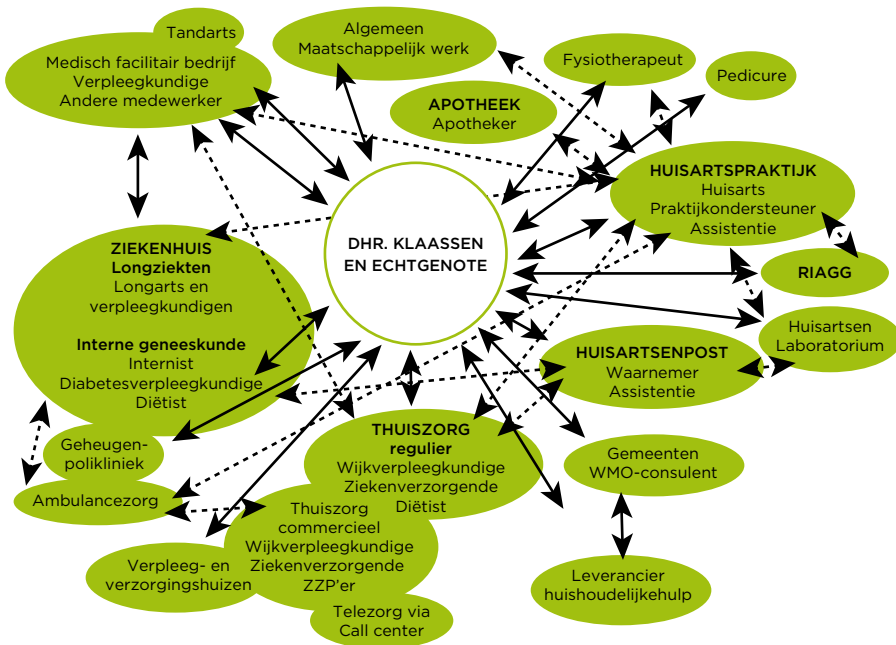 Tandarts
Medisch facilitair bedrijf
Verpleegkundige
Andere medewerker
Algemeen
Maatschappelijk werk
Fysiotherapeut
Pedicure
APOTHEEK
Apotheker
HUISARTSPRAKTIJK
Huisarts
Praktijkondersteuner
Assistentie
DHR. KLAASSEN
EN ECHTGENOTE
ZIEKENHUIS
Longziekten
Longarts en
verpleegkundigen
Interne geneeskunde
Internist
Diabetesverpleegkundige
Diëtist
RIAGG
Huisartsen
Laboratorium
HUISARTSENPOST
Waarnemer
Assistentie
Geheugen-
polikliniek
Ambulancezorg
THUISZORG
regulier
Wijkverpleegkundige
Ziekenverzorgende
Diëtist
Gemeenten
WMO-consulent
Thuiszorg
commercieel
Wijkverpleegkundige
Ziekenverzorgende
ZZP'er
Verpleeg- en
verzorgingshuizen
Leverancier
huishoudelijkehulp
Telezorg via
Call center